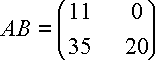 AB = ( 11 0
35 20 )